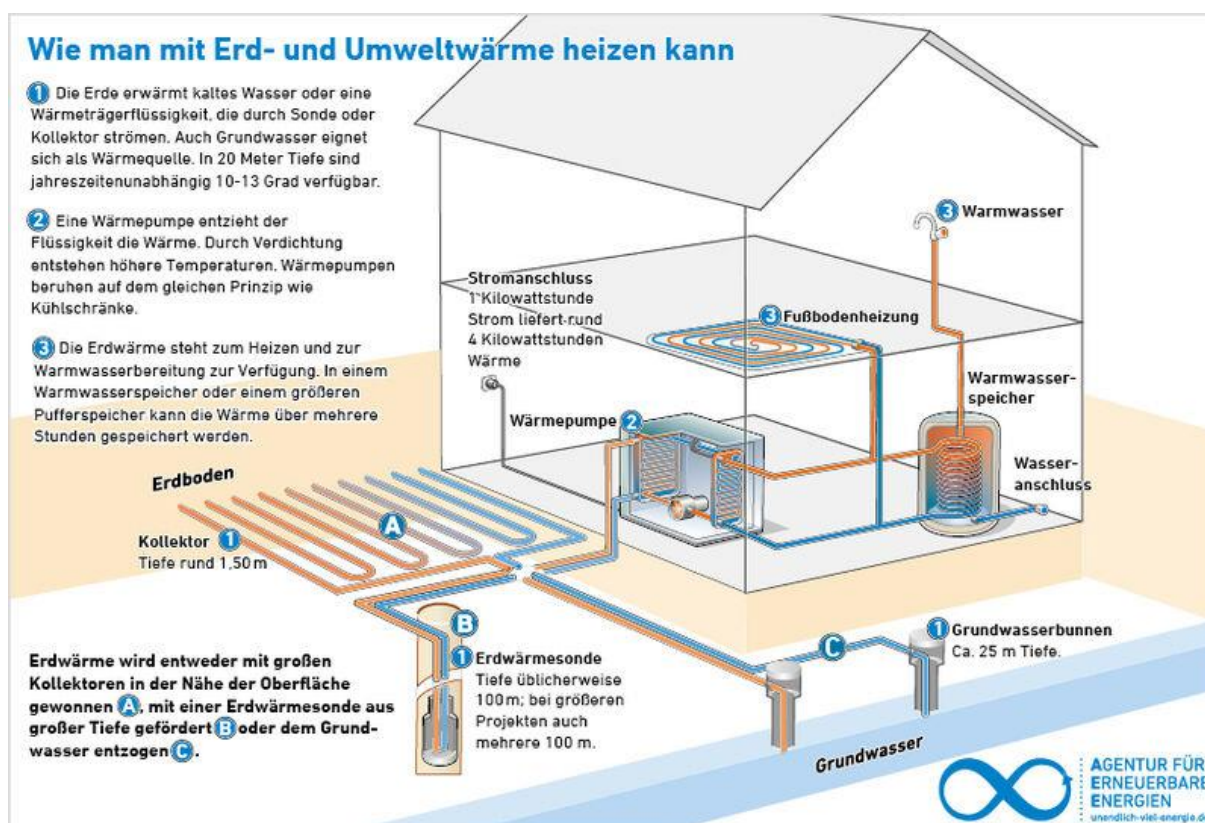 Wie man mit Erd- und Umweltwärme heizen kann
1 Die Erde erwärmt kaltes Wasser oder eine
Wärmeträgerflüssigkeit, die durch Sonde oder
Kollektor strömen. Auch Grundwasser eignet
sich als Wärmequelle. In 20 Meter Tiefe sind
jahreszeitenunabhängig 10-13 Grad verfügbar.
2 Eine Wärmepumpe entzieht der
Flüssigkeit die Wärme. Durch Verdichtung
entstehen höhere Temperaturen. Wärmepumpen
beruhen auf dem gleichen Prinzip wie
Kühlschränke.
3 Die Erdwärme steht zum Heizen und zur
Warmwasserbereitung zur Verfügung. In einem
Warmwasserspeicher oder einem größeren
Pufferspeicher kann die Wärme über mehrere
Stunden gespeichert werden.
3 Warmwasser
Stromanschluss
1 Kilowattstunde
Strom liefert rund
4 Kilowattstunden
Wärme
3 Fußbodenheizung
Warmwasser-
speicher
Wärmepumpe 2
Wasser-
anschluss
Erdboden
A
Kollektor 1
Tiefe rund 1,50 m
B
1 Erdwärmesonde
Tiefe üblicherweise
100 m; bei größeren
Projekten auch
mehrere 100 m.
C
1 Grundwasserbunnen
Ca. 25 m Tiefe.
Grundwasser
Erdwärme wird entweder mit großen
Kollektoren in der Nähe der Oberfläche
gewonnen A, mit einer Erdwärmesonde aus
großer Tiefe gefördert B oder dem Grund-
wasser entzogen C.
AGENTUR FÜR
ERNEUERBARE
ENERGIEN
unendlich-viel-energie.de